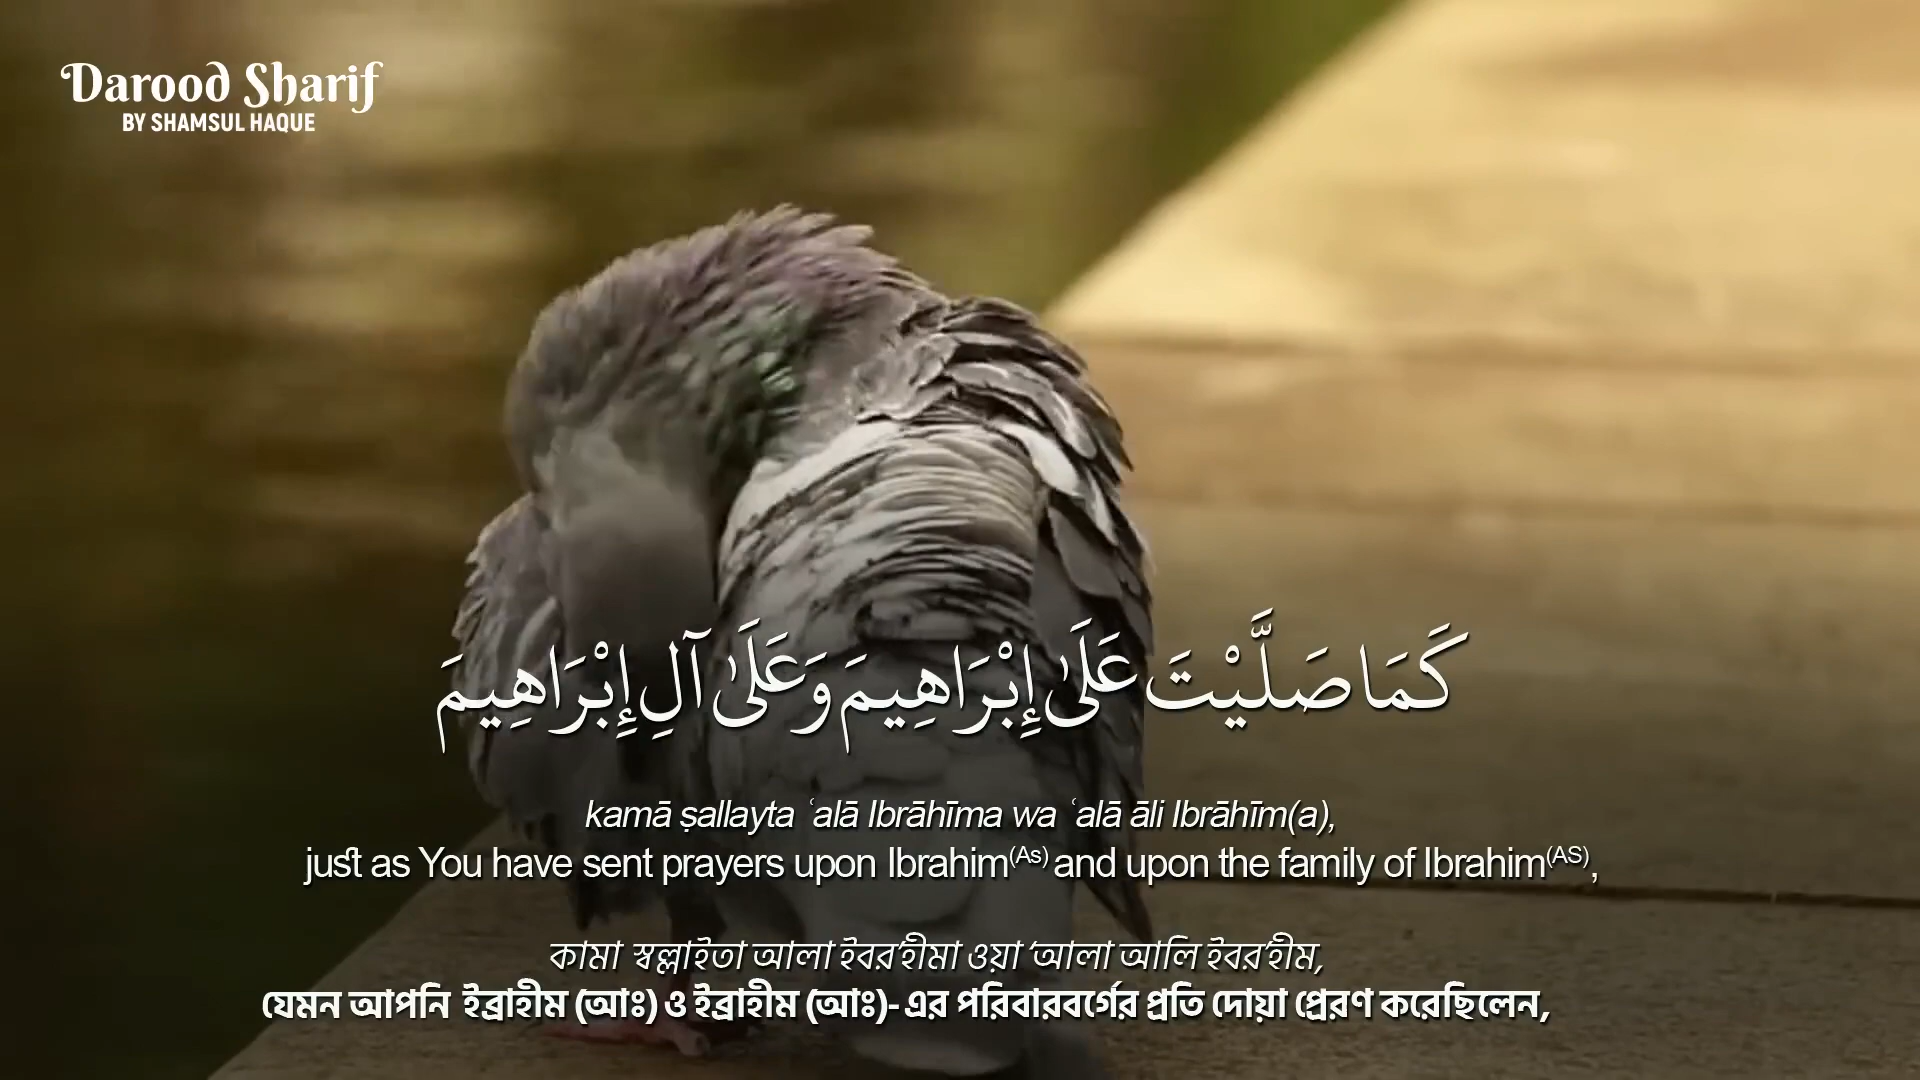 Darood Sharif
BY SHAMSUL HAQUE
كَمَا صَلَّيْتَ عَلَىٰ إِبْرَاهِيمَ وَعَلَىٰ آلِ إِبْرَاهِيمَ
kamā ṣallayta ʿalā Ibrāhīma wa ʿalā āli Ibrāhīm(a),
just as You have sent prayers upon Ibrahim(As) and upon the family of Ibrahim(AS),
কামা স্বল্লাইতা আলা ইবর'হীমা ওয়া ‘আলা আলি ইবর'হীম,
যেমন আপনি ইব্রাহীম (আঃ) ও ইব্রাহীম (আঃ)- এর পরিবারবর্গের প্রতি দোয়া প্রেরণ করেছিলেন,